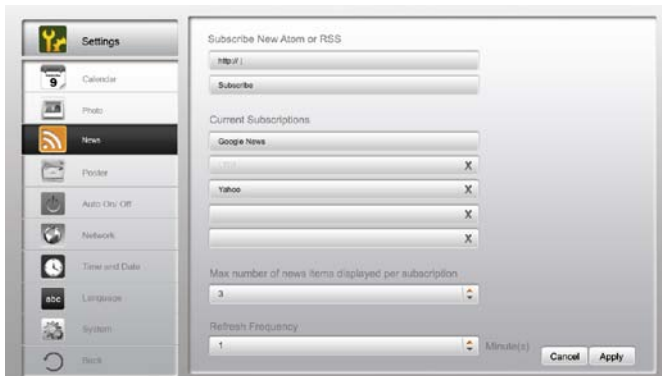 Settings
Calendar
Photo
News
Poster
Auto On/ Off
Network
Time and Date
Language
System
Back
Subscribe New Atom or RSS
http:// |
Subscribe
Current Subscriptions
Google News
X
Yahoo X
X
X
Max number of news items displayed per subscription
3
Refresh Frequency
1 Minute(s)
Cancel Apply
9
abc